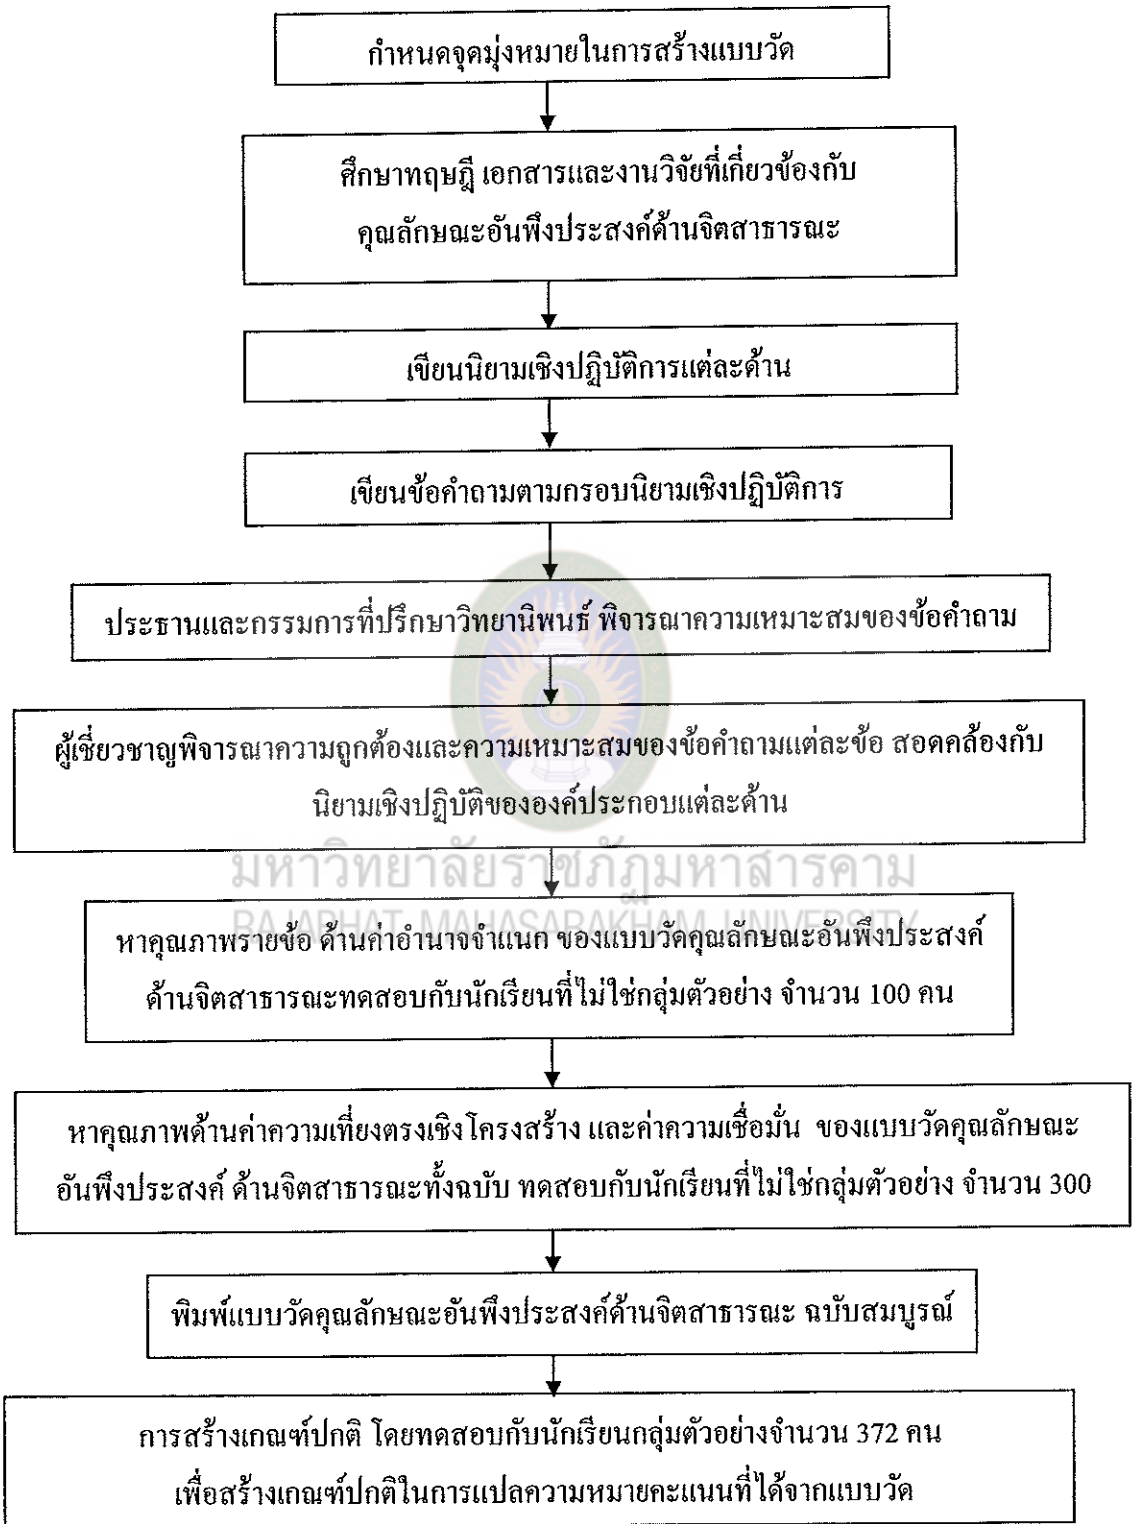 กำหนดจุดมุ่งหมายในการสร้างแบบวัด
ศึกษาทฤษฎี เอกสารและงานวิจัยที่เกี่ยวข้องกับ
คุณลักษณะอันพึงประสงค์ด้านจิตสาธารณะ
เขียนนิยามเชิงปฏิบัติการแต่ละด้าน
เขียนข้อคำถามตามกรอบนิยามเชิงปฏิบัติการ
ประธานและกรรมการที่ปรึกษาวิทยานิพนธ์ พิจารณาความเหมาะสมของข้อคำถาม
ผู้เชี่ยวชาญพิจารณาความถูกต้องและความเหมาะสมของข้อคำถามแต่ละข้อ สอดคล้องกับ
นิยามเชิงปฏิบัติขององค์ประกอบแต่ละด้าน
มหาวิทยาลัยราชภัฏมหาสารคาม
RAJABHAT MAHASARAKHAM UNIVERSITY
หาคุณภาพรายข้อ ด้านค่าอำนาจจำแนก ของแบบวัดคุณลักษณะอันพึงประสงค์
ด้านจิตสาธารณะทดสอบกับนักเรียนที่ไม่ใช่กลุ่มตัวอย่าง จำนวน 100 คน
หาคุณภาพด้านค่าความเที่ยงตรงเชิงโครงสร้าง และค่าความเชื่อมั่น ของแบบวัดคุณลักษณะ
อันพึงประสงค์ ด้านจิตสาธารณะทั้งฉบับ ทดสอบกับนักเรียนที่ไม่ใช่กลุ่มตัวอย่าง จำนวน 300
พิมพ์แบบวัดคุณลักษณะอันพึงประสงค์ด้านจิตสาธารณะ ฉบับสมบูรณ์
การสร้างเกณฑ์ปกติ โดยทดสอบกับนักเรียนกลุ่มตัวอย่างจำนวน 372 คน
เพื่อสร้างเกณฑ์ปกติในการแปลความหมายคะแนนที่ได้จากแบบวัด